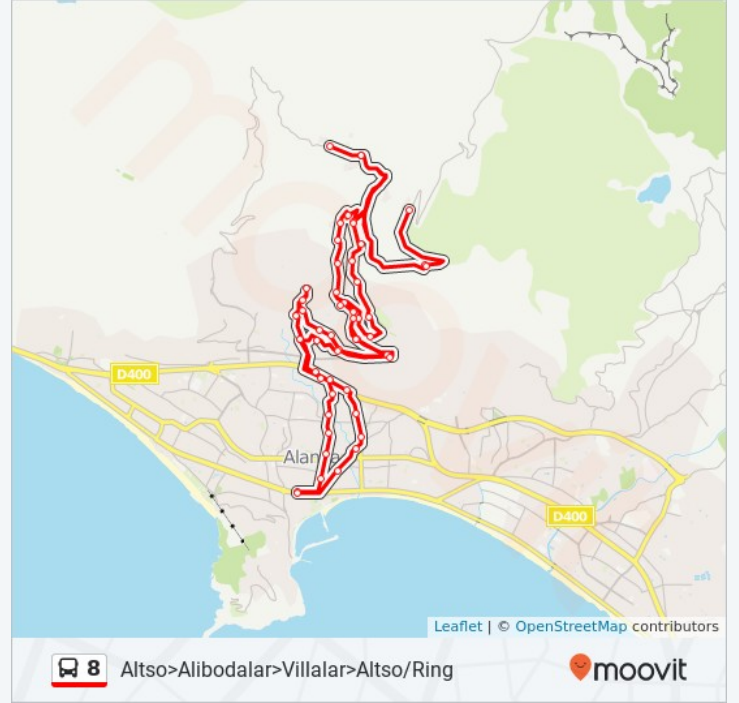 D400
Alanya
D400
Leaflet | © OpenStreetMap contributors
8 Altso>Alibodalar>Villalar>Altso/Ring
moovit